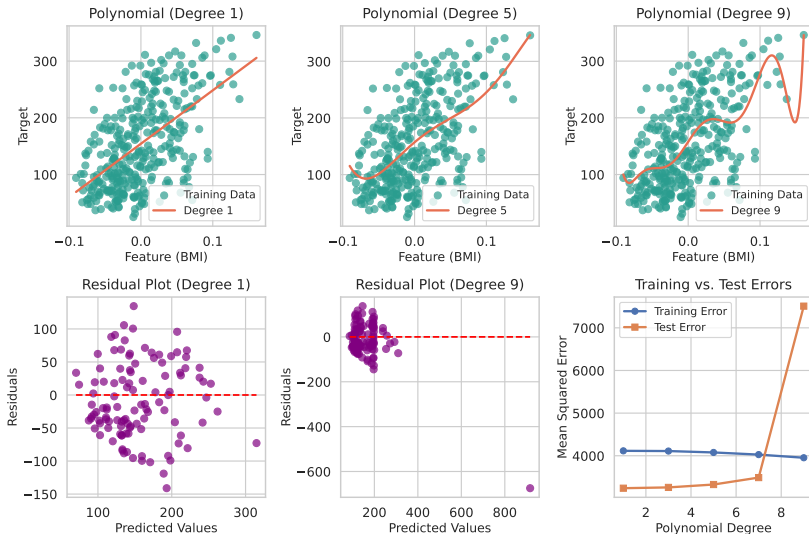 Polynomial (Degree 1)
Target
300
200
100
−0.1
0.0
0.1
Feature (BMI)
Training Data
Degree 1
Polynomial (Degree 5)
Target
300
200
100
−0.1
0.0
0.1
Feature (BMI)
Training Data
Degree 5
Polynomial (Degree 9)
Target
300
200
100
−0.1
0.0
0.1
Feature (BMI)
Training Data
Degree 9
Residual Plot (Degree 1)
Residuals
100
50
0
−50
−100
−150
100
200
300
Predicted Values
Residual Plot (Degree 9)
Residuals
0
−200
−400
−600
200
400
600
800
Predicted Values
Training vs. Test Errors
Mean Squared Error
7000
6000
5000
4000
2
4
6
8
Polynomial Degree
Training Error
Test Error